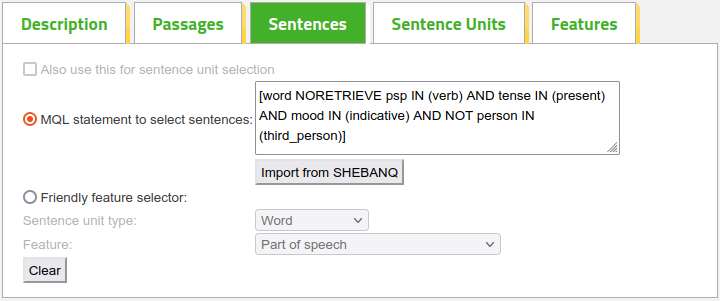 Description Passages Sentences Sentence Units Features
Also use this for sentence unit selection
MQL statement to select sentences:
[word NORETRIEVE psp IN (verb) AND tense IN (present)
AND mood IN (indicative) AND NOT person IN
(third_person)]
Import from SHEBANQ
Friendly feature selector:
Sentence unit type: Word
Feature: Part of speech
Clear